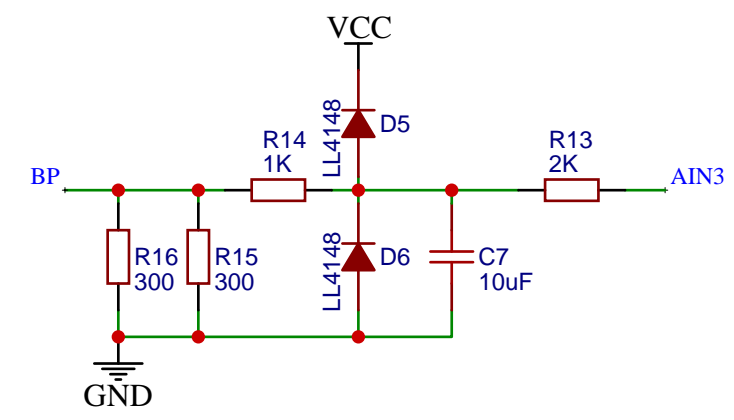 VCC
LL4148
D5
R14
1K
R13
2K
BP
AIN3
R16
300
R15
300
LL4148
D6
C7
10uF
GND